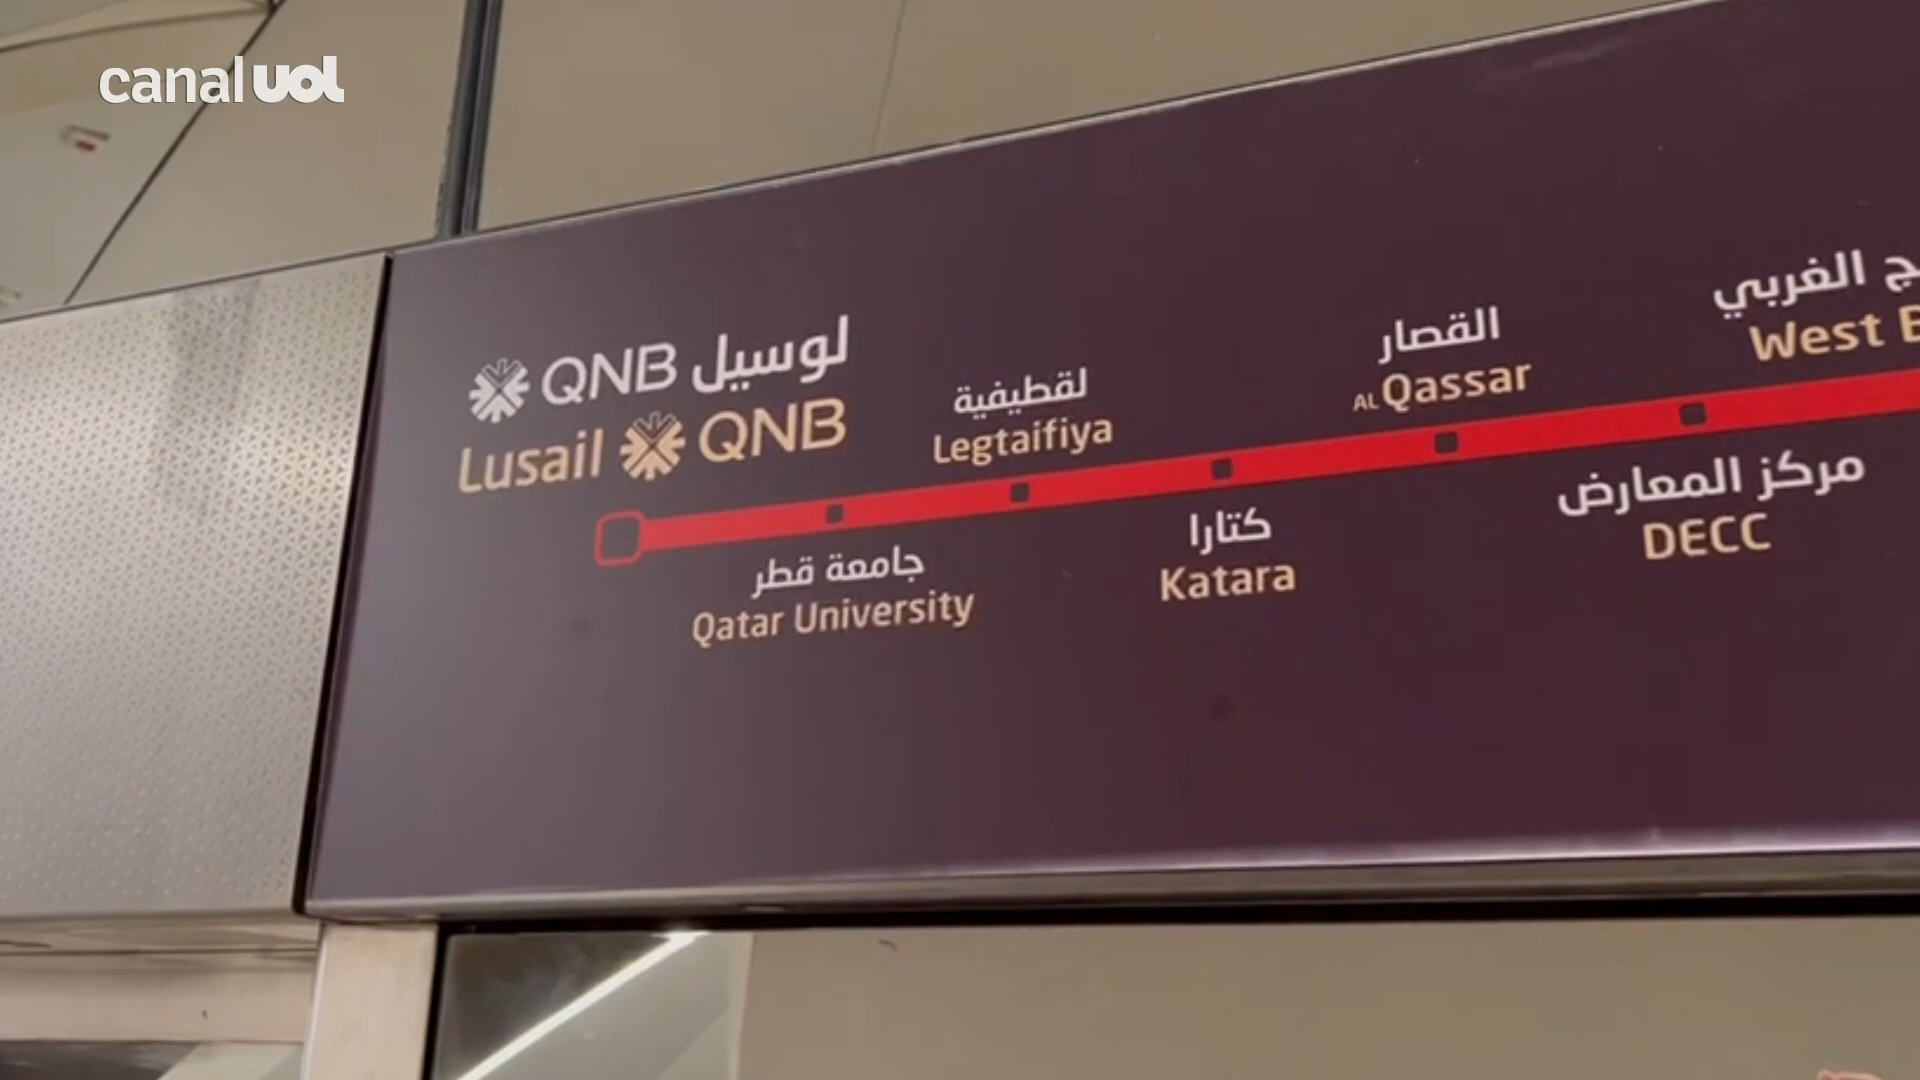 canal uol
QNB لوسيل
Lusail QNB
جامعة قطر
Qatar University
لقطيفية
Legtaifiya
كتارا
Katara
القصار
AL Qassar
مركز المعارض
DECC
الغربي
West